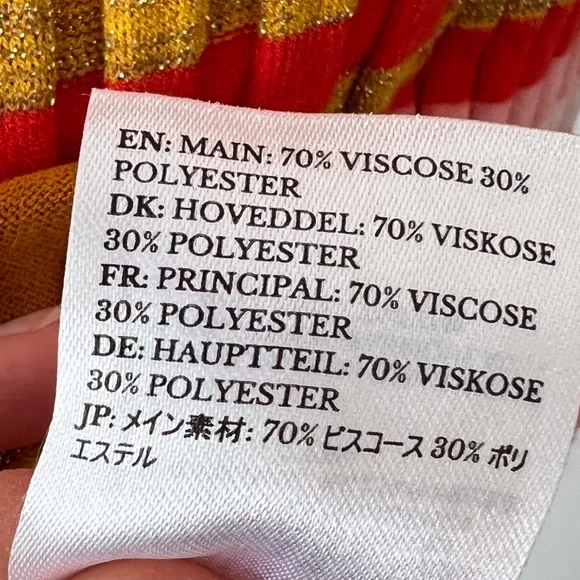 EN: MAIN: 70% VISCOSE 30%
POLYESTER
DK: HOVEDDEL: 70% VISKOSE
30% POLYESTER
FR: PRINCIPAL: 70% VISCOSE
30% POLYESTER
DE: HAUPTTEIL: 70% VISKOSE
30% POLYESTER
JP: メイン素材: 70% ビスコース 30% ポリ
エステル